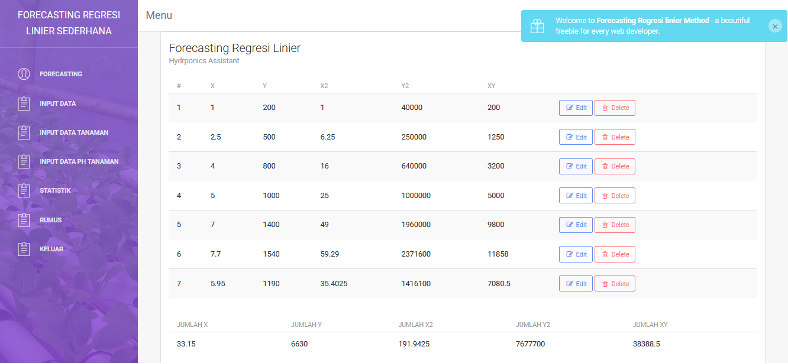 FORECASTING REGRESI
LINIER SEDERHANA
FORECASTING
INPUT DATA
INPUT DATA TANAMAN
INPUT DATA PH TANAMAN
STATISTIK
RUMUS
KELUAR
Menu
Welcome to Forecasting Regresi linier Method - a beautiful
freebie for every web developer.
Forecasting Regresi Linier
Hydrponics Assistant
# X Y X2 Y2 XY
1 1 200 1 40000 200 Edit Delete
2 2,5 500 6.25 250000 1250 Edit Delete
3 4 800 16 640000 3200 Edit Delete
4 5 1000 25 1000000 5000 Edit Delete
5 7 1400 49 1960000 9800 Edit Delete
6 7.7 1540 59.29 2371600 11858 Edit Delete
7 5.95 1190 35.4025 1416100 7080.5 Edit Delete
JUMLAH X JUMLAH Y JUMLAH X2 JUMLAH Y2 JUMLAH XY
33.15 6630 191.9425 7677700 38388.5